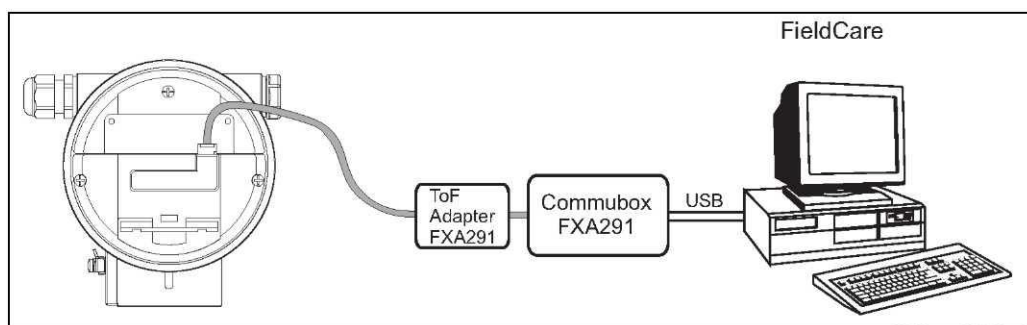 FieldCare
ToF
Adapter
FXA291
Commubox
FXA291
USB